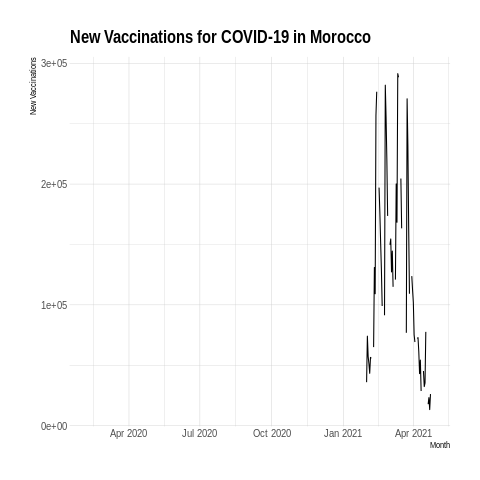 New Vaccinations for COVID-19 in Morocco
New Vaccinations
3e+05
2e+05
1e+05
0e+00
Apr 2020 Jul 2020 Oct 2020 Jan 2021 Apr 2021
Month